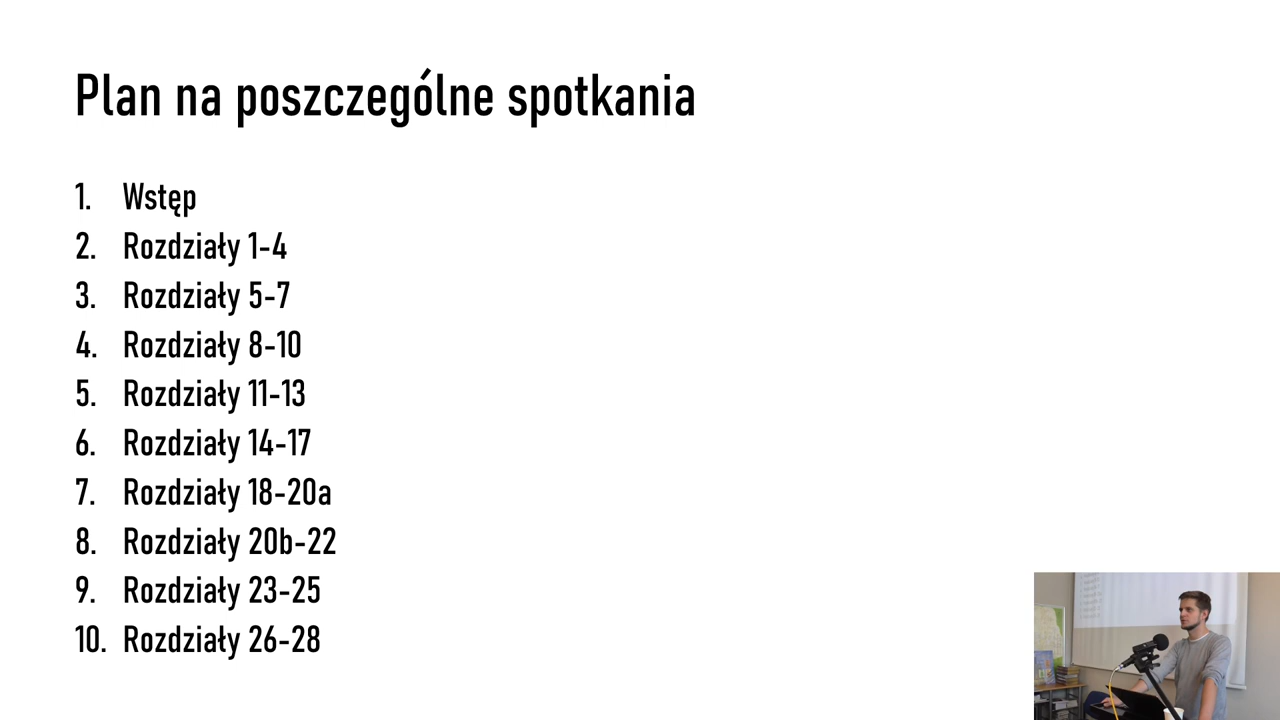 Plan na poszczególne spotkania
1. Wstęp
2. Rozdziały 1-4
3. Rozdziały 5-7
4. Rozdziały 8-10
5. Rozdziały 11-13
6. Rozdziały 14-17
7. Rozdziały 18-20a
8. Rozdziały 20b-22
9. Rozdziały 23-25
10. Rozdziały 26-28